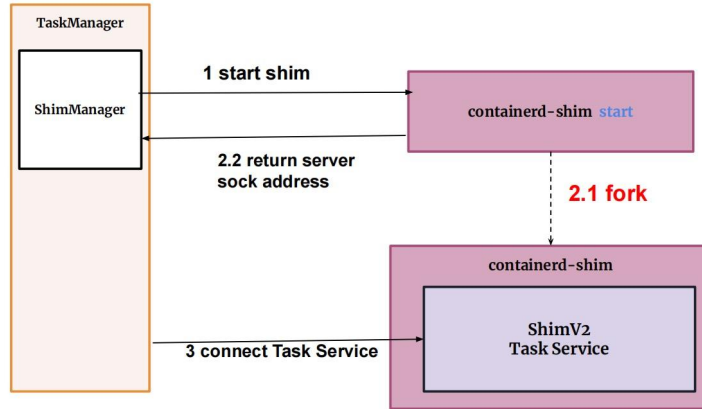 TaskManager
ShimManager
1 start shim
containerd-shim start
2.2 return server
sock address
2.1 fork
containerd-shim
ShimV2
Task Service
3 connect Task Service